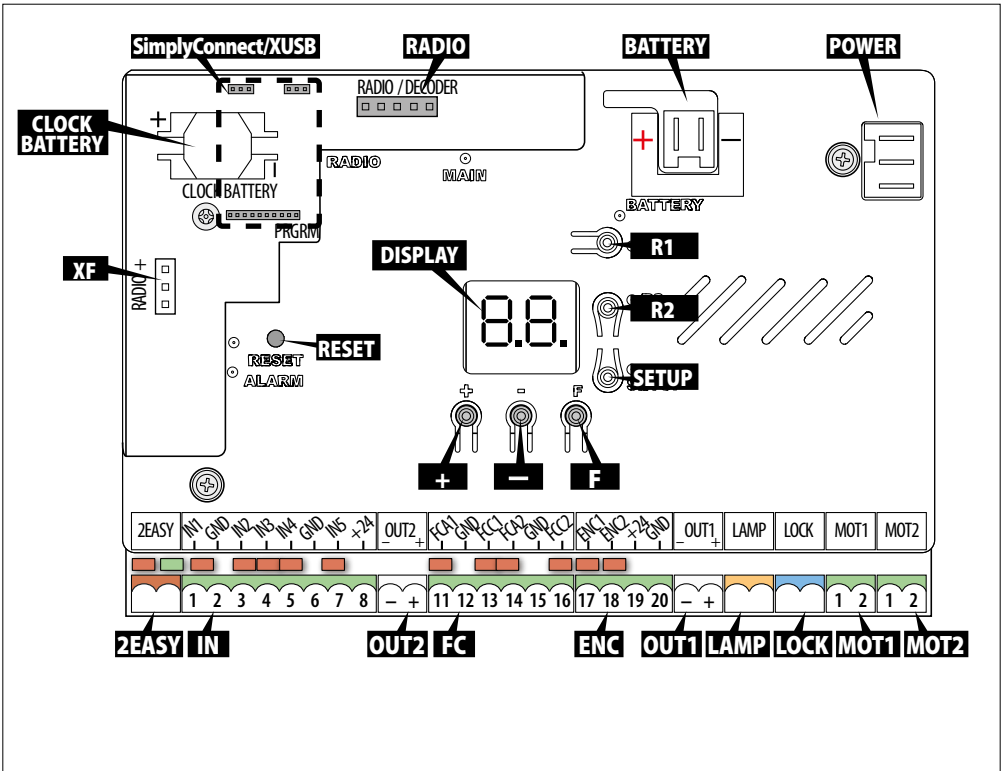 SimplyConnect/XUSB
RADIO
BATTERY
POWER
RADIO / DECODER
CLOCK
BATTERY
+
−
CLOCK BATTERY
RADIO
MAIN
+
−
BATTERY
PRGRM
R1
XF
RADIO +
DISPLAY
8.8.
R2
RESET
RESET
ALARM
SETUP
+
-
F
+
−
F
2EASY IN1 GND IN2 IN3 IN4 GND IN5 +24 - OUT2 + FCA1 GND FCC1 FCA2 GND FCC2 ENC1 ENC2 +24 GND - OUT1 + LAMP LOCK MOT1 MOT2
1 2 3 4 5 6 7 8 − + 11 12 13 14 15 16 17 18 19 20 − + 1 2 1 2
2EASY IN OUT2 FC ENC OUT1 LAMP LOCK MOT1 MOT2